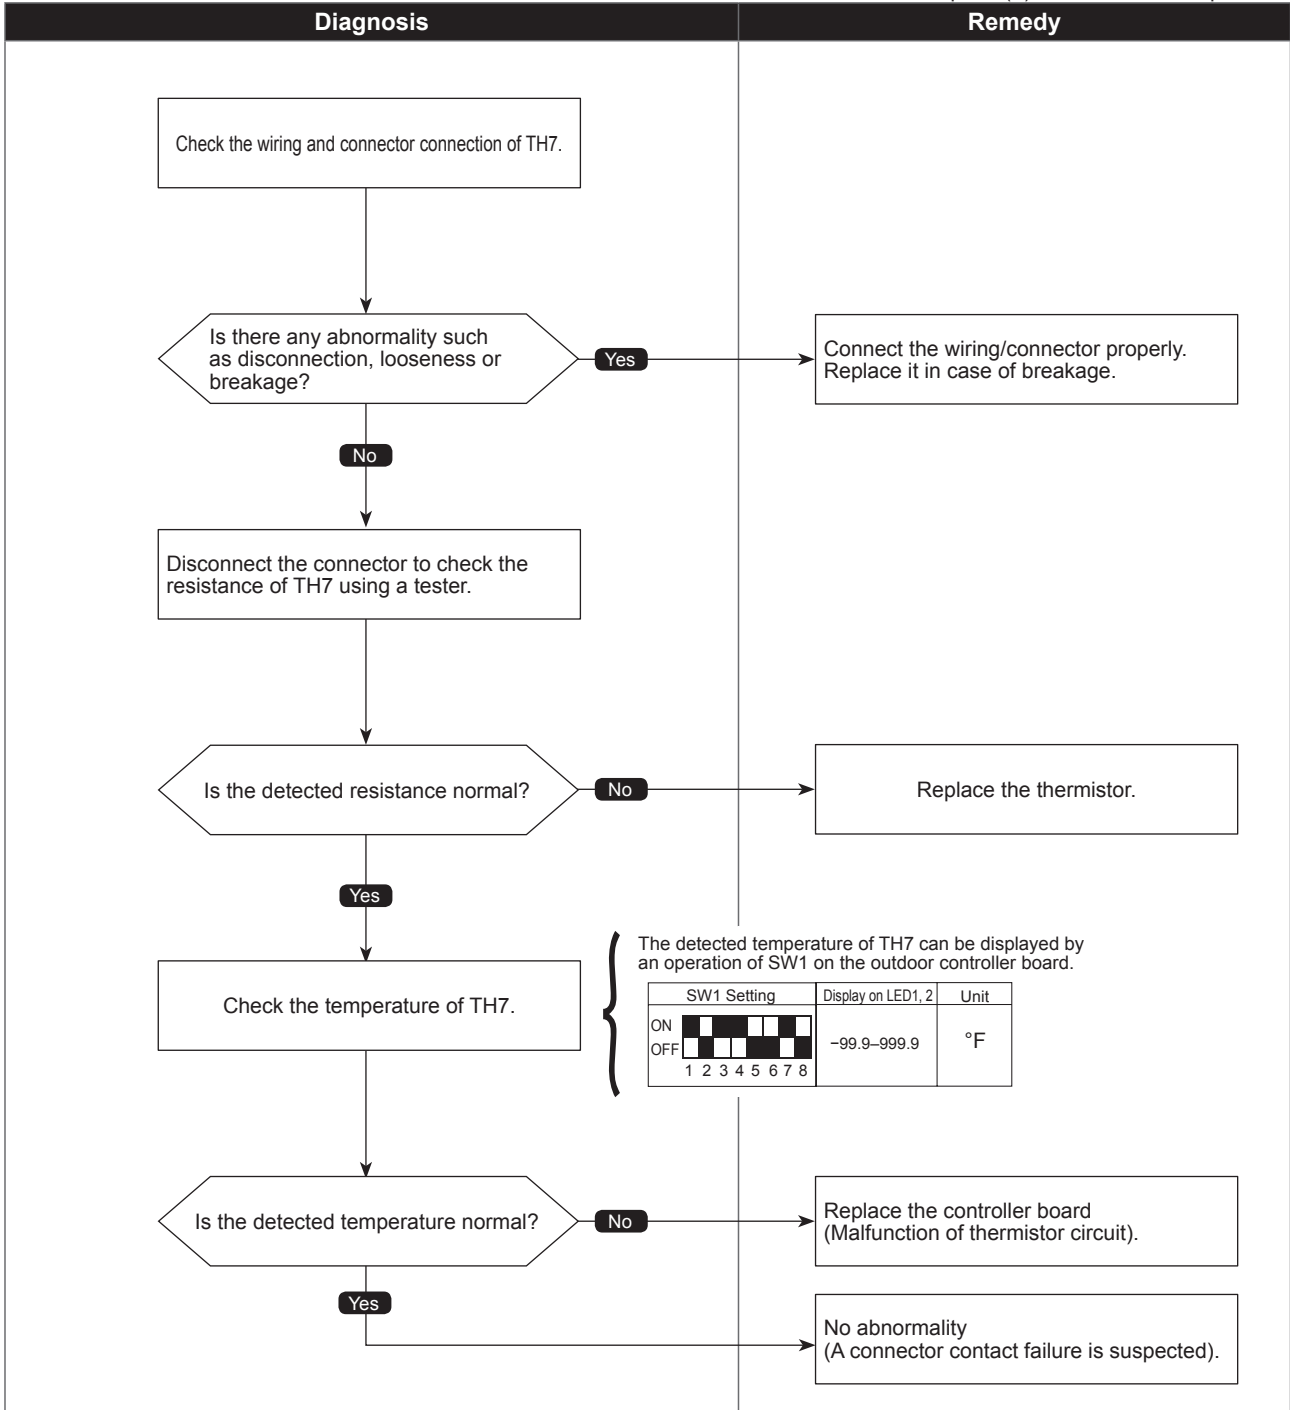 Diagnosis
Remedy
Check the wiring and connector connection of TH7.
Is there any abnormality such
as disconnection, looseness or
breakage?
Yes
Connect the wiring/connector properly.
Replace it in case of breakage.
No
Disconnect the connector to check the
resistance of TH7 using a tester.
Is the detected resistance normal?
No
Replace the thermistor.
Yes
Check the temperature of TH7.
The detected temperature of TH7 can be displayed by
an operation of SW1 on the outdoor controller board.
SW1 Setting
Display on LED1, 2
Unit
ON
OFF
1 2 3 4 5 6 7 8
−99.9–999.9
°F
Is the detected temperature normal?
No
Replace the controller board
(Malfunction of thermistor circuit).
Yes
No abnormality
(A connector contact failure is suspected).